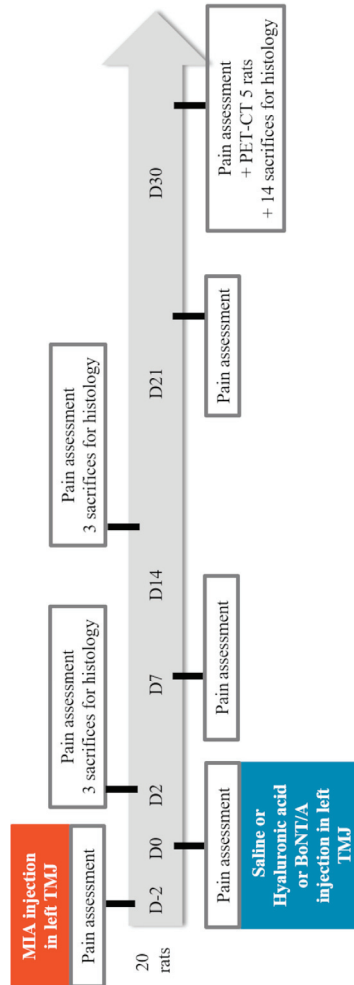 MIA injection
in left TMJ
Pain assessment
Pain assessment
3 sacrifices for histology
Pain assessment
3 sacrifices for histology
20
rats
D-2
D0
D2
D7
D14
D21
D30
Pain assessment
Saline or
Hyaluronic acid
or BoNT/A
injection in left
TMJ
Pain assessment
Pain assessment
Pain assessment
+ PET-CT 5 rats
+ 14 sacrifices for histology